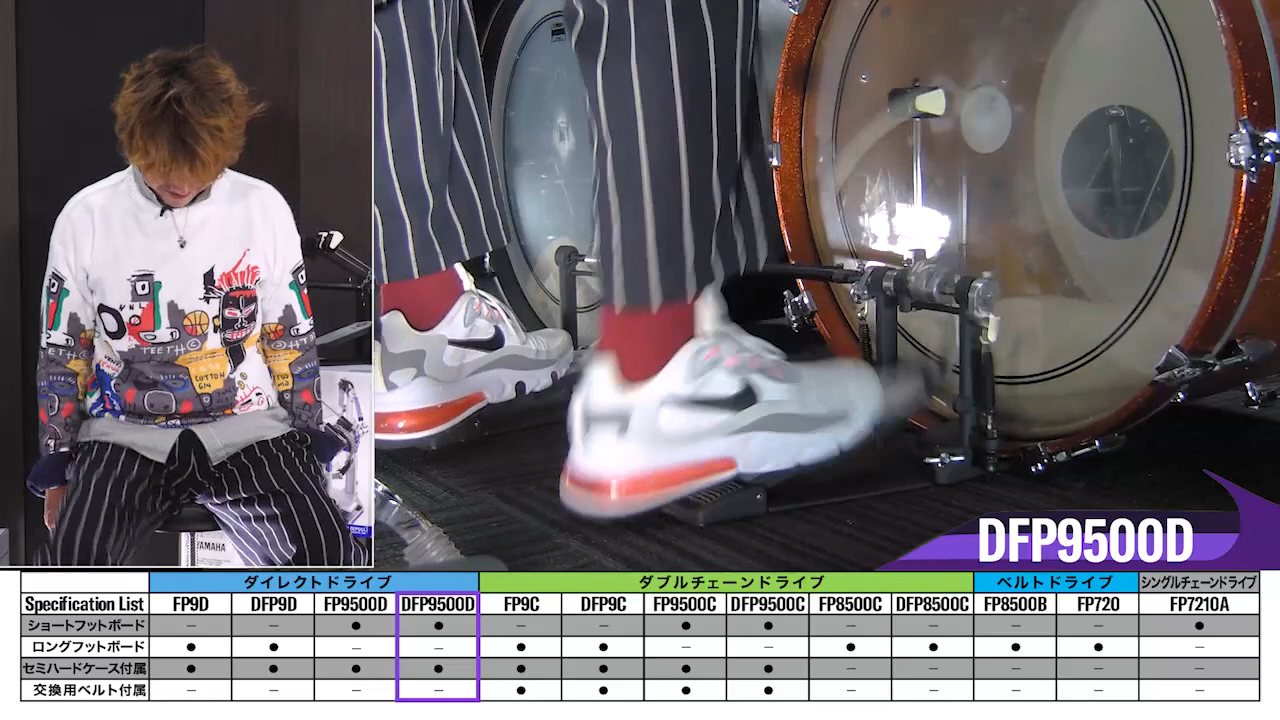 TEETH©
COTTON
YAMAHA
DFP9500D
ダイレクトドライブ ダブルチェーンドライブ ベルトドライブ シングルチェーンドライブ
Specification List FP9D DFP9D FP9500D DFP9500D FP9C DFP9C FP9500C DFP9500C FP8500C DFP8500C FP8500B FP720 FP7210A
ショートフットボード – – ● ● – – ● ● – – – – ●
ロングフットボード ● ● – – ● ● – – ● ● ● ● –
セミハードケース付属 ● ● ● ● ● ● ● ● – – – – –
交換用ベルト付属 – – – – ● ● ● ● – – – – –